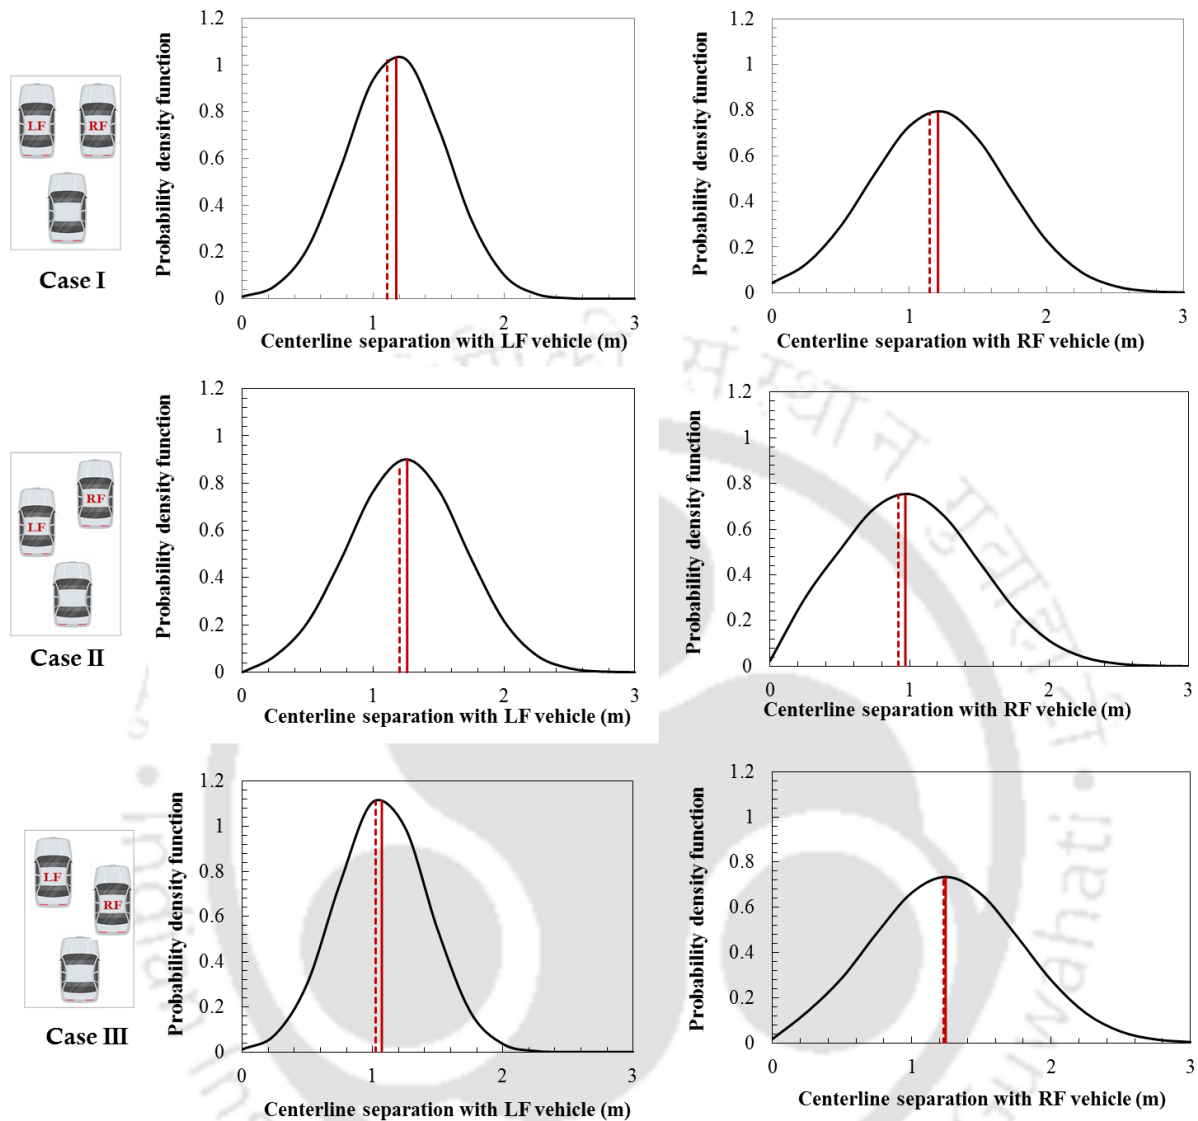 LF RF
Case I
Probability density function
1.2
1
0.8
0.6
0.4
0.2
0
0 1 2 3
Centerline separation with LF vehicle (m)
Probability density function
1.2
1
0.8
0.6
0.4
0.2
0
0 1 2 3
Centerline separation with RF vehicle (m)
RF
LF
Case II
Probability density function
1.2
1
0.8
0.6
0.4
0.2
0
0 1 2 3
Centerline separation with LF vehicle (m)
Probability density function
1.2
1
0.8
0.6
0.4
0.2
0
0 1 2 3
Centerline separation with RF vehicle (m)
LF
RF
Case III
Probability density function
1.2
1
0.8
0.6
0.4
0.2
0
0 1 2 3
Centerline separation with LF vehicle (m)
Probability density function
1.2
1
0.8
0.6
0.4
0.2
0
0 1 2 3
Centerline separation with RF vehicle (m)